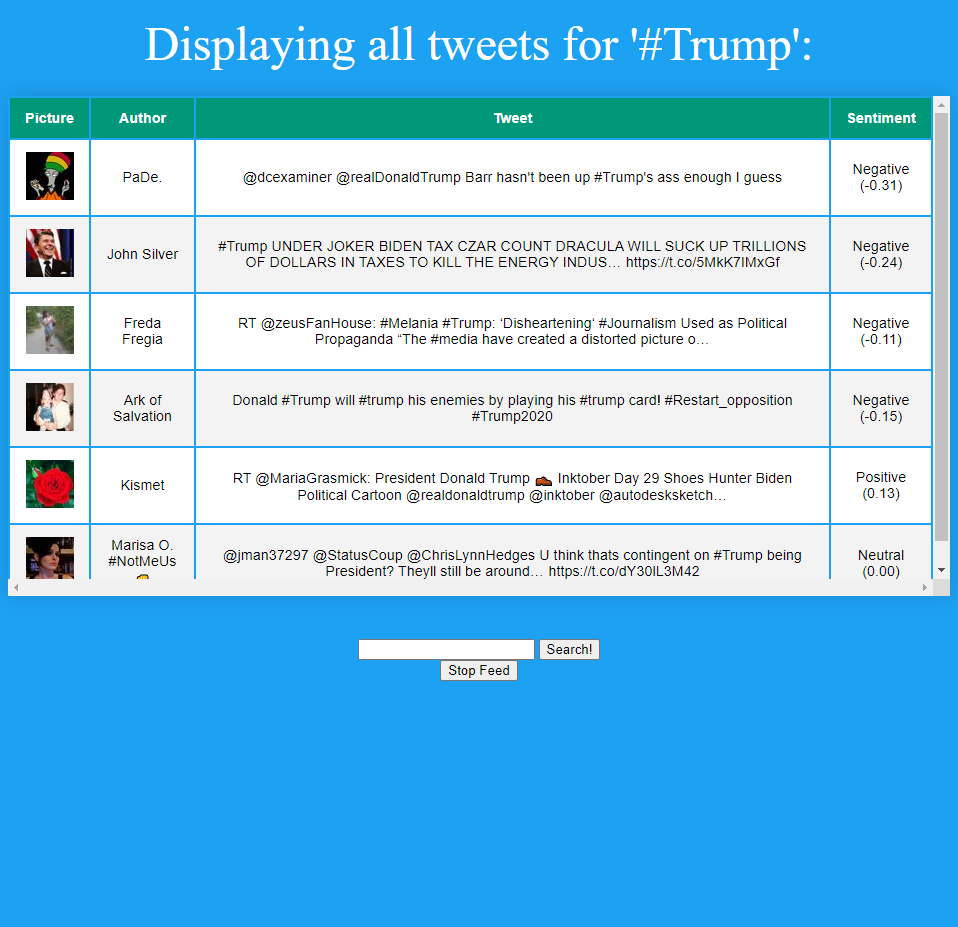 Displaying all tweets for '#Trump':
Picture Author Tweet Sentiment
PaDe. @dcexaminer @realDonaldTrump Barr hasn't been up #Trump's ass enough I guess Negative
(-0.31)
John Silver #Trump UNDER JOKER BIDEN TAX CZAR COUNT DRACULA WILL SUCK UP TRILLIONS Negative
OF DOLLARS IN TAXES TO KILL THE ENERGY INDUS… https://t.co/5MkK7IMxGf (-0.24)
Freda RT @zeusFanHouse: #Melania #Trump: ‘Disheartening‘ #Journalism Used as Political Negative
Fregia Propaganda “The #media have created a distorted picture o… (-0.11)
Ark of Donald #Trump will #trump his enemies by playing his #trump card! #Restart_opposition Negative
Salvation #Trump2020 (-0.15)
Kismet RT @MariaGrasmick: President Donald Trump 👞 Inktober Day 29 Shoes Hunter Biden Positive
Political Cartoon @realdonaldtrump @inktober @autodesksketch… (0.13)
Marisa O. @jman37297 @StatusCoup @ChrisLynnHedges U think thats contingent on #Trump being Neutral
#NotMeUs President? Theyll still be around… https://t.co/dY30lL3M42 (0.00)
Search!
Stop Feed